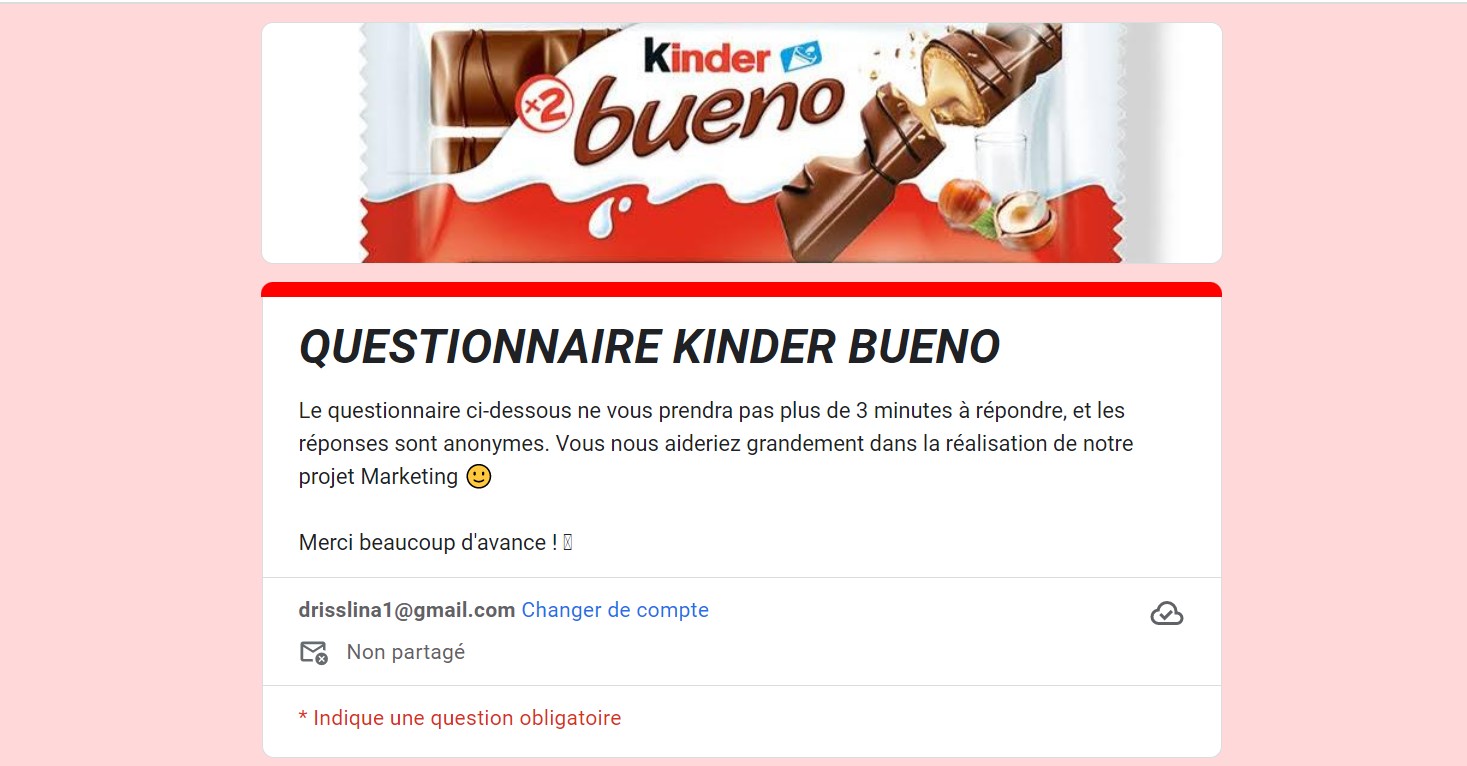 kinder
x2
bueno
QUESTIONNAIRE KINDER BUENO
Le questionnaire ci-dessous ne vous prendra pas plus de 3 minutes à répondre, et les
réponses sont anonymes. Vous nous aideriez grandement dans la réalisation de notre
projet Marketing 🙂
Merci beaucoup d'avance !
drisslina1@gmail.com Changer de compte
Non partagé
* Indique une question obligatoire